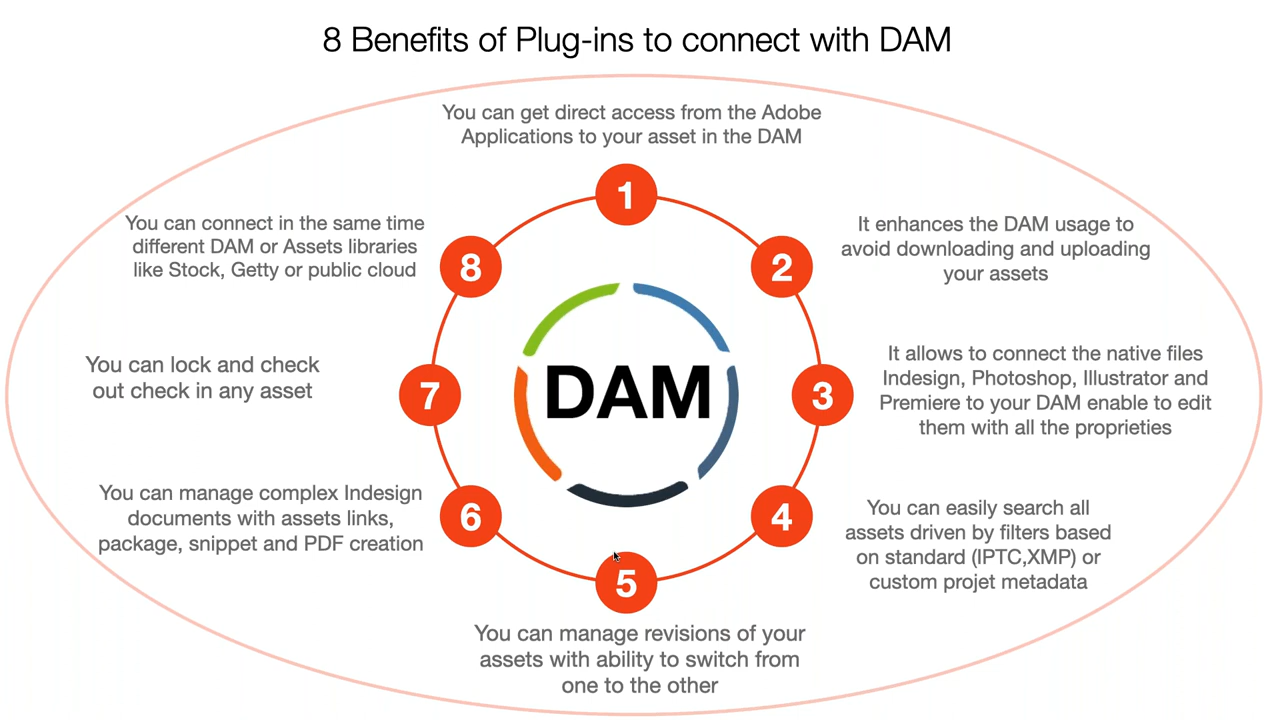 8 Benefits of Plug-ins to connect with DAM
You can get direct access from the Adobe
Applications to your asset in the DAM
1
It enhances the DAM usage to
avoid downloading and uploading
your assets
2
It allows to connect the native files
Indesign, Photoshop, Illustrator and
Premiere to your DAM enable to edit
them with all the proprieties
3
You can easily search all
assets driven by filters based
on standard (IPTC,XMP) or
custom projet metadata
4
5
You can manage revisions of your
assets with ability to switch from
one to the other
You can manage complex Indesign
documents with assets links,
package, snippet and PDF creation
6
You can lock and check
out check in any asset
7
You can connect in the same time
different DAM or Assets libraries
like Stock, Getty or public cloud
8
DAM